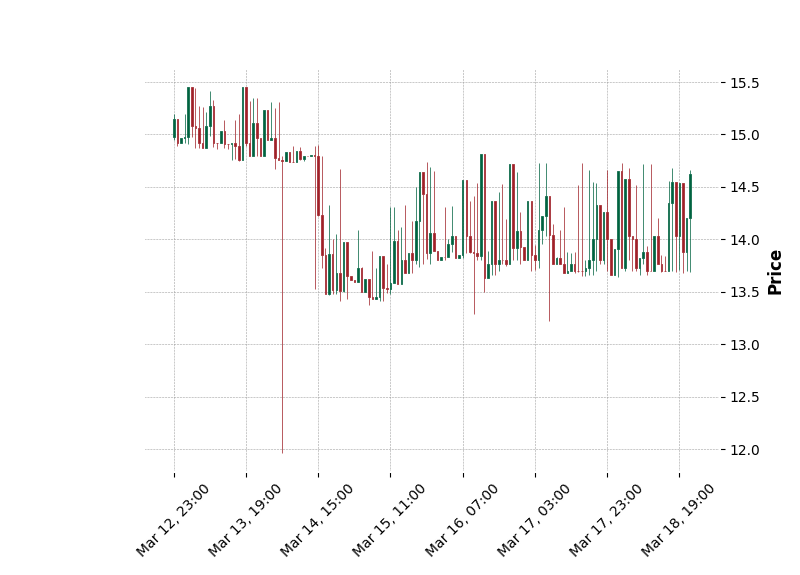 15.5
15.0
14.5
14.0
13.5
13.0
12.5
12.0
Price
Mar 12, 23:00
Mar 13, 19:00
Mar 14, 15:00
Mar 15, 11:00
Mar 16, 07:00
Mar 17, 03:00
Mar 17, 23:00
Mar 18, 19:00